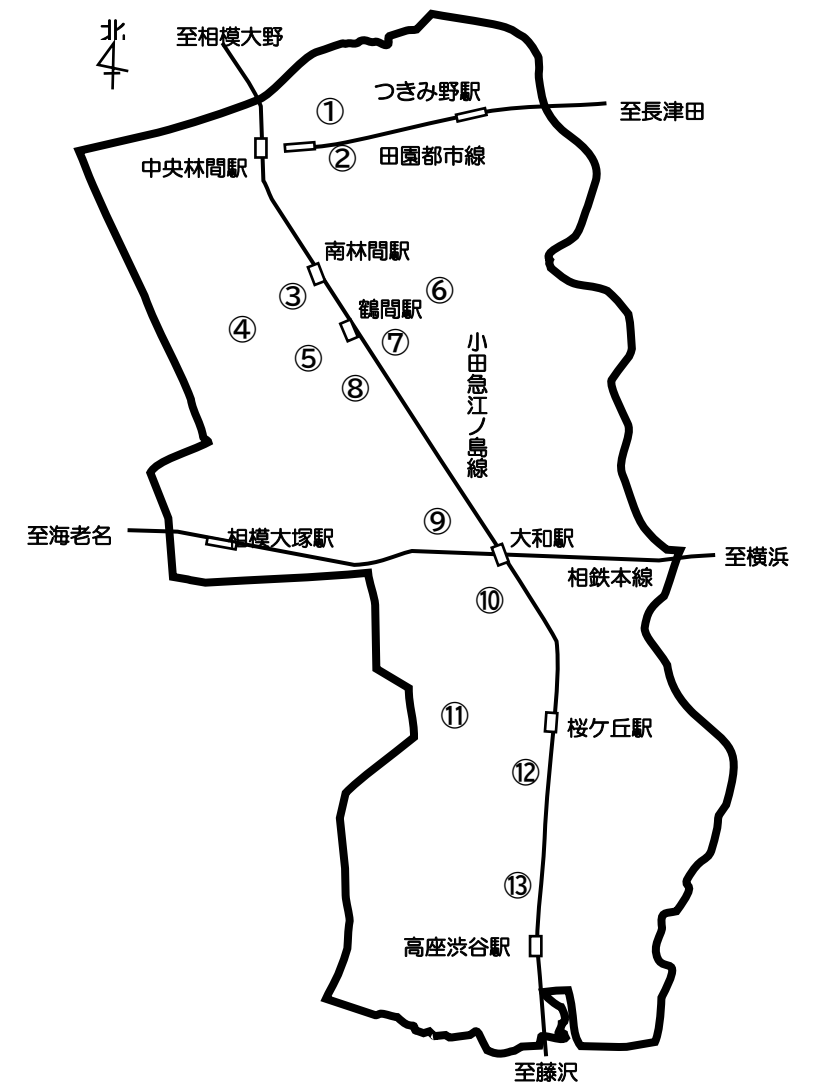 北
至相模大野
つきみ野駅
①
至長津田
中央林間駅
②
田園都市線
南林間駅
③
⑥
鶴間駅
④
⑦
⑤
⑧
小田急江ノ島線
⑨
至海老名
相模大塚駅
大和駅
至横浜
相鉄本線
⑩
⑪
桜ケ丘駅
⑫
⑬
高座渋谷駅
至藤沢